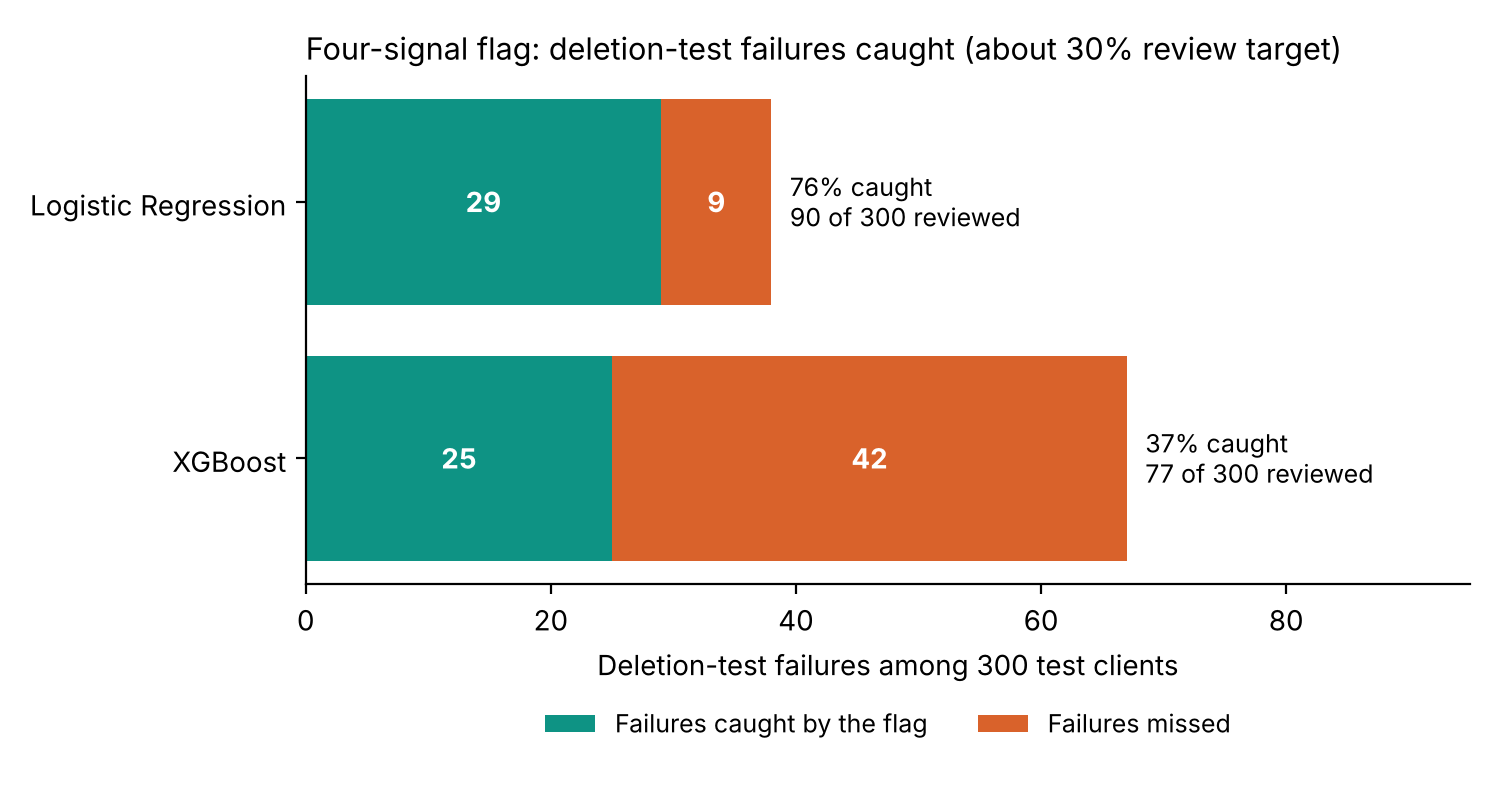 Four-signal flag: deletion-test failures caught (about 30% review target)
Logistic Regression
29
9
76% caught
90 of 300 reviewed
XGBoost
25
42
37% caught
77 of 300 reviewed
0
20
40
60
80
Deletion-test failures among 300 test clients
Failures caught by the flag
Failures missed